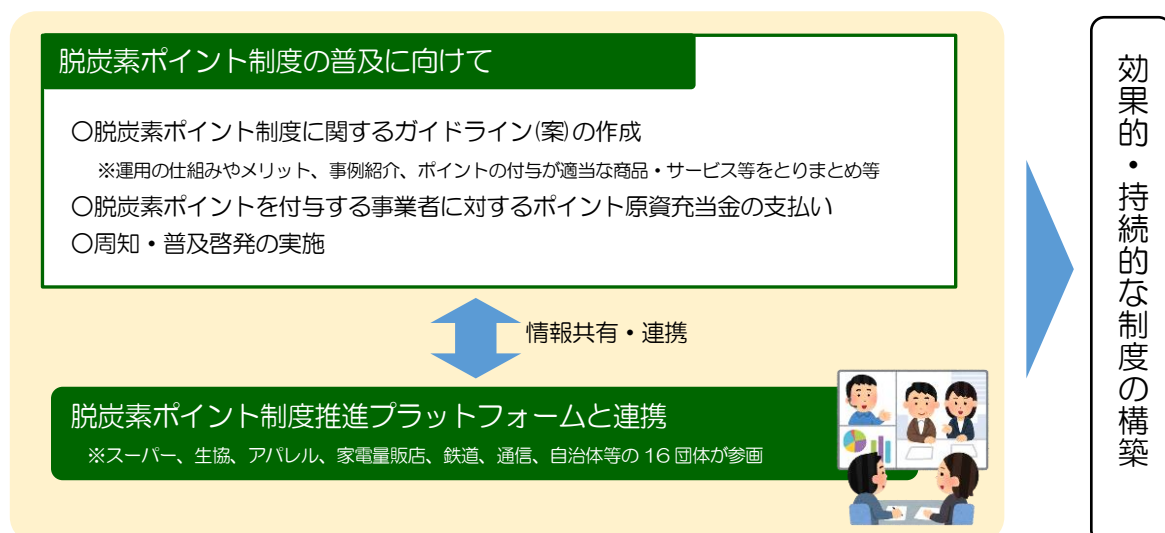 脱炭素ポイント制度の普及に向けて
〇脱炭素ポイント制度に関するガイドライン(案)の作成
※運用の仕組みやメリット、事例紹介、ポイントの付与が適当な商品・サービス等をとりまとめ等
〇脱炭素ポイントを付与する事業者に対するポイント原資充当金の支払い
〇周知・普及啓発の実施
情報共有・連携
脱炭素ポイント制度推進プラットフォームと連携
※スーパー、生協、アパレル、家電量販店、鉄道、通信、自治体等の 16 団体が参画
効果的・持続的な制度の構築